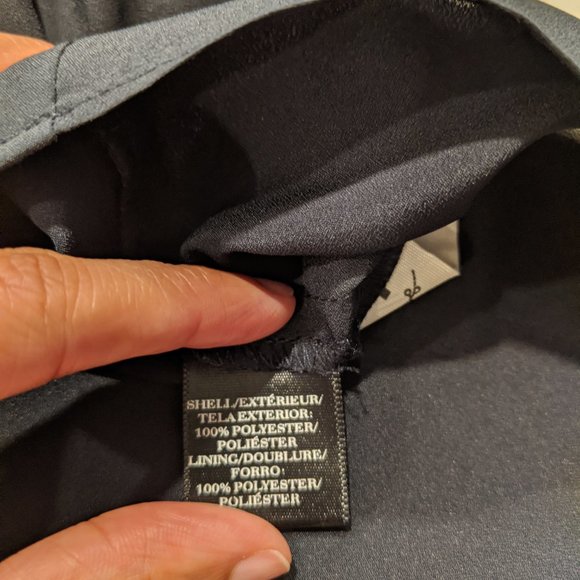 SHELL/EXTÉRIEUR/
TELA EXTERIOR:
100% POLYESTER/
POLIÉSTER
LINING/DOUBLURE/
FORRO:
100% POLYESTER/
POLIÉSTER